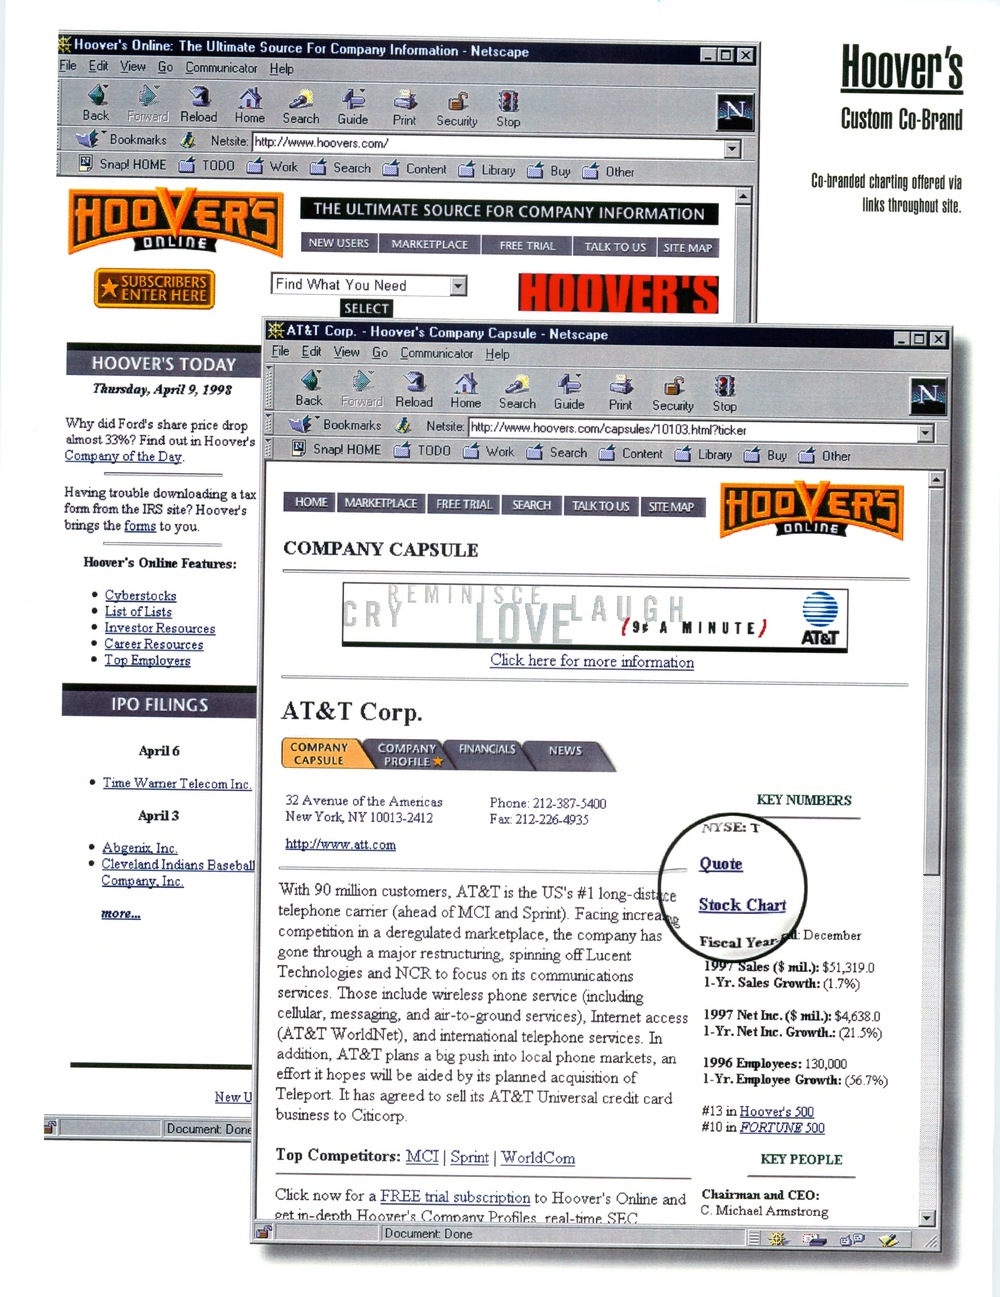 Hoover's
Custom Co-Brand
Co-branded charting offered via
links throughout site.
Hoover's Online: The Ultimate Source For Company Information - Netscape
File Edit View Go Communicator Help
Back Forward Reload Home Search Guide Print Security Stop
N
Bookmarks Netsite: http://www.hoovers.com/
Snap! HOME TODO Work Search Content Library Buy Other
HOOVER'S
ONLINE
THE ULTIMATE SOURCE FOR COMPANY INFORMATION
NEW USERS MARKETPLACE FREE TRIAL TALK TO US SITE MAP
SUBSCRIBERS
ENTER HERE
Find What You Need
SELECT
HOOVER'S
HOOVER'S TODAY
Thursday, April 9, 1998
Why did Ford's share price drop
almost 33%? Find out in Hoover's
Company of the Day.
Having trouble downloading a tax
form from the IRS site? Hoover's
brings the forms to you.
Hoover's Online Features:
• Cyberstocks
• List of Lists
• Investor Resources
• Career Resources
• Top Employers
IPO FILINGS
April 6
• Time Warner Telecom Inc.
April 3
• Abgenix, Inc.
• Cleveland Indians Baseball
Company, Inc.
more...
New U
Document: Done
AT&T Corp. - Hoover's Company Capsule - Netscape
File Edit View Go Communicator Help
Back Forward Reload Home Search Guide Print Security Stop
N
Bookmarks Netsite: http://www.hoovers.com/capsules/10103.html?ticker
Snap! HOME TODO Work Search Content Library Buy Other
HOME MARKETPLACE FREE TRIAL SEARCH TALK TO US SITE MAP
HOOVER'S
ONLINE
COMPANY CAPSULE
REMINISCE
CRY LOVE LAUGH
(9¢ A MINUTE)
AT&T
Click here for more information
AT&T Corp.
COMPANY CAPSULE
COMPANY PROFILE
FINANCIALS
NEWS
32 Avenue of the Americas
New York, NY 10013-2412
Phone: 212-387-5400
Fax: 212-226-4935
http://www.att.com
With 90 million customers, AT&T is the US's #1 long-distance
telephone carrier (ahead of MCI and Sprint). Facing increasing
competition in a deregulated marketplace, the company has
gone through a major restructuring, spinning off Lucent
Technologies and NCR to focus on its communications
services. Those include wireless phone service (including
cellular, messaging, and air-to-ground services), Internet access
(AT&T WorldNet), and international telephone services. In
addition, AT&T plans a big push into local phone markets, an
effort it hopes will be aided by its planned acquisition of
Teleport. It has agreed to sell its AT&T Universal credit card
business to Citicorp.
Top Competitors: MCI | Sprint | WorldCom
Click now for a FREE trial subscription to Hoover's Online and
get in-depth Hoover's Company Profiles, real-time SEC
KEY NUMBERS
NYSE: T
Quote
Stock Chart
Fiscal Year : December
1997 Sales ($ mil.): $51,319.0
1-Yr. Sales Growth: (1.7%)
1997 Net Inc. ($ mil.): $4,638.0
1-Yr. Net Inc. Growth.: (21.5%)
1996 Employees: 130,000
1-Yr. Employee Growth: (56.7%)
#13 in Hoover's 500
#10 in FORTUNE 500
KEY PEOPLE
Chairman and CEO:
C. Michael Armstrong
Document: Done